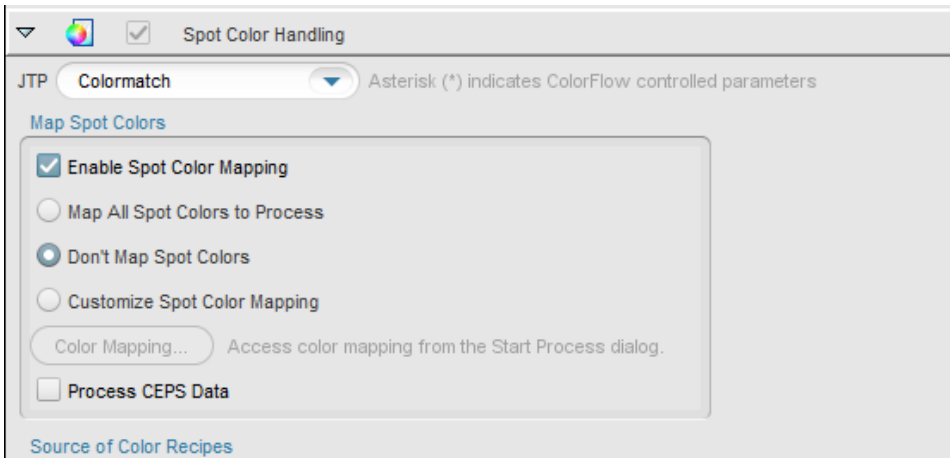 Spot Color Handling
JTP Colormatch Asterisk (*) indicates ColorFlow controlled parameters
Map Spot Colors
Enable Spot Color Mapping
Map All Spot Colors to Process
Don't Map Spot Colors
Customize Spot Color Mapping
Color Mapping... Access color mapping from the Start Process dialog.
Process CEPS Data
Source of Color Recipes